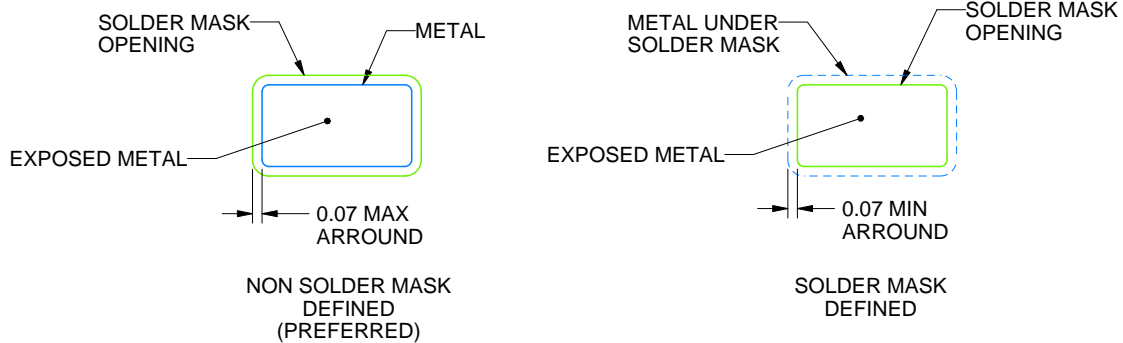 SOLDER MASK
OPENING
METAL
EXPOSED METAL
0.07 MAX
ARROUND
NON SOLDER MASK
DEFINED
(PREFERRED)
METAL UNDER
SOLDER MASK
SOLDER MASK
OPENING
EXPOSED METAL
0.07 MIN
ARROUND
SOLDER MASK
DEFINED